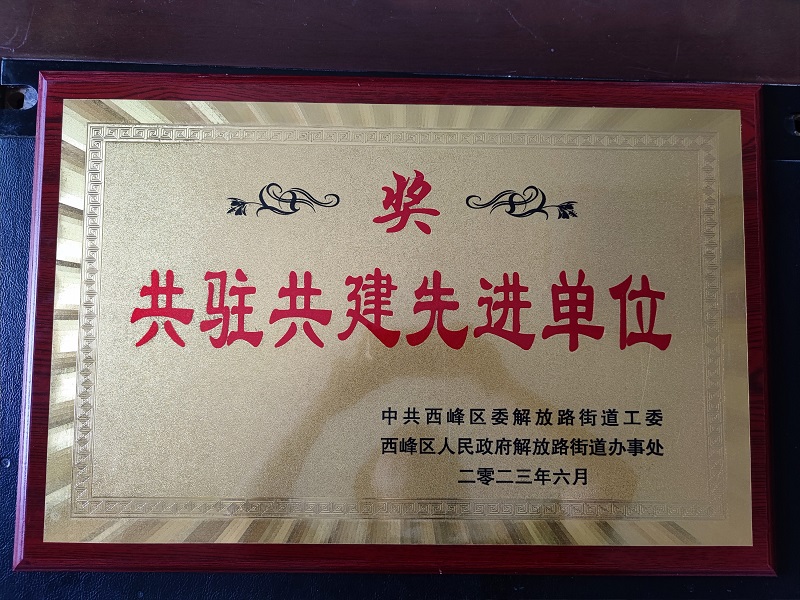 奖
共驻共建先进单位
中共西峰区委解放路街道工委
西峰区人民政府解放路街道办事处
二零二三年六月